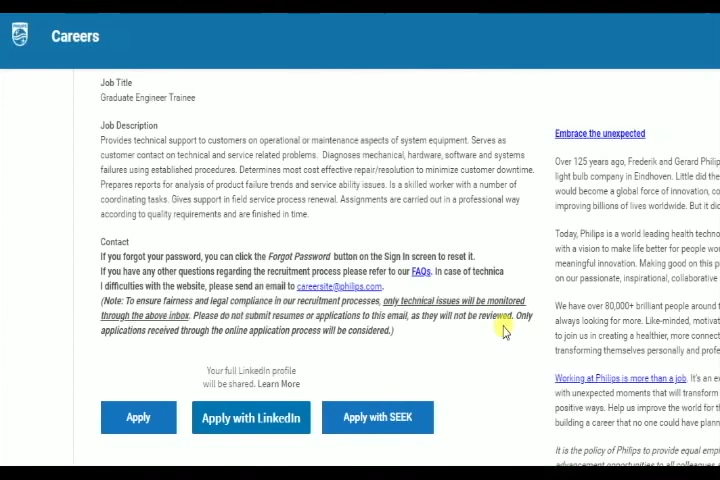 Careers
Job Title
Graduate Engineer Trainee
Job Description
Provides technical support to customers on operational or maintenance aspects of system equipment. Serves as
customer contact on technical and service related problems. Diagnoses mechanical, hardware, software and systems
failures using established procedures. Determines most cost effective repair/resolution to minimize customer downtime.
Prepares reports for analysis of product failure trends and service ability issues. Is a skilled worker with a number of
coordinating tasks. Gives support in field service process renewal. Assignments are carried out in a professional way
according to quality requirements and are finished in time.
Contact
If you forgot your password, you can click the Forgot Password button on the Sign In screen to reset it.
If you have any other questions regarding the recruitment process please refer to our FAQs. In case of technica
l difficulties with the website, please send an email to careersite@philips.com.
(Note: To ensure fairness and legal compliance in our recruitment processes, only technical issues will be monitored
through the above inbox. Please do not submit resumes or applications to this email, as they will not be reviewed. Only
applications received through the online application process will be considered.)
Your full LinkedIn profile
will be shared. Learn More
Apply
Apply with LinkedIn
Apply with SEEK
Embrace the unexpected
Over 125 years ago, Frederik and Gerard Philip
light bulb company in Eindhoven. Little did the
would become a global force of innovation, co
improving billions of lives worldwide. But it did
Today, Philips is a world leading health techno
with a vision to make life better for people wo
meaningful innovation. Making good on this p
on our passionate, inspirational, collaborative
We have over 80,000+ brilliant people around t
always looking for more. Like-minded, motivat
to join us in creating a healthier, more connect
transforming themselves personally and profe
Working at Philips is more than a job. It's an ex
with unexpected moments that will transform
positive ways. Help us improve the world for t
building a career that no one could have plann
It is the policy of Philips to provide equal empl
advancement opportunities to all colleagues